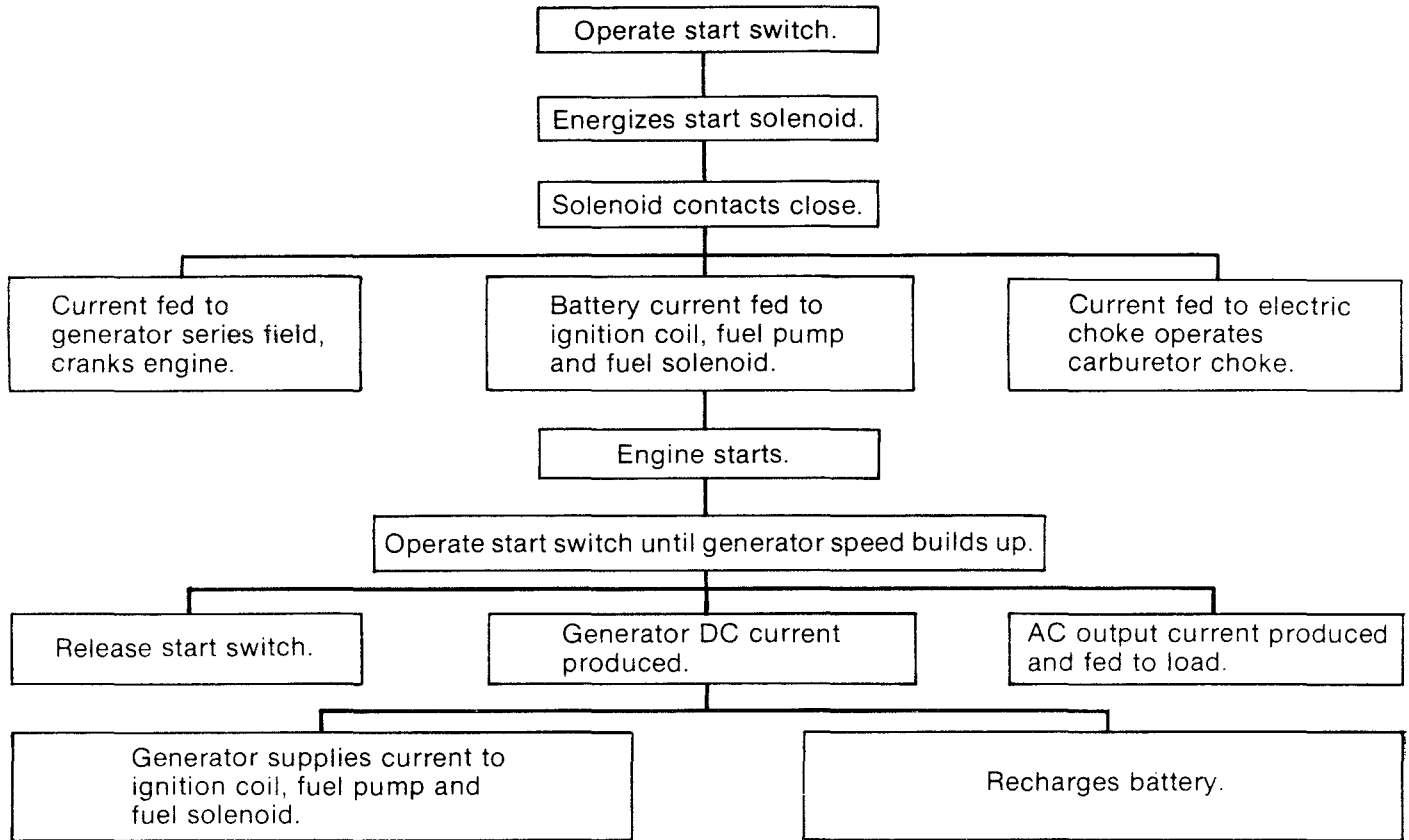 Operate start switch.
Energizes start solenoid.
Solenoid contacts close.
Current fed to
generator series field,
cranks engine.
Battery current fed to
ignition coil, fuel pump
and fuel solenoid.
Current fed to electric
choke operates
carburetor choke.
Engine starts.
Operate start switch until generator speed builds up.
Release start switch.
Generator DC current
produced.
AC output current produced
and fed to load.
Generator supplies current to
ignition coil, fuel pump and
fuel solenoid.
Recharges battery.